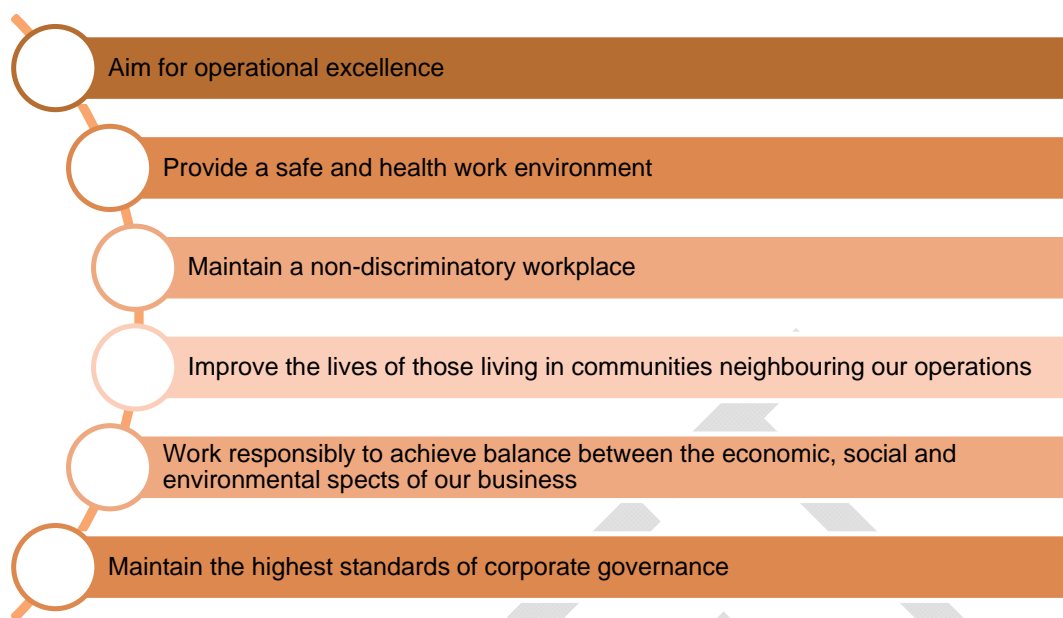 Aim for operational excellence
Provide a safe and health work environment
Maintain a non-discriminatory workplace
Improve the lives of those living in communities neighbouring our operations
Work responsibly to achieve balance between the economic, social and
environmental spects of our business
Maintain the highest standards of corporate governance